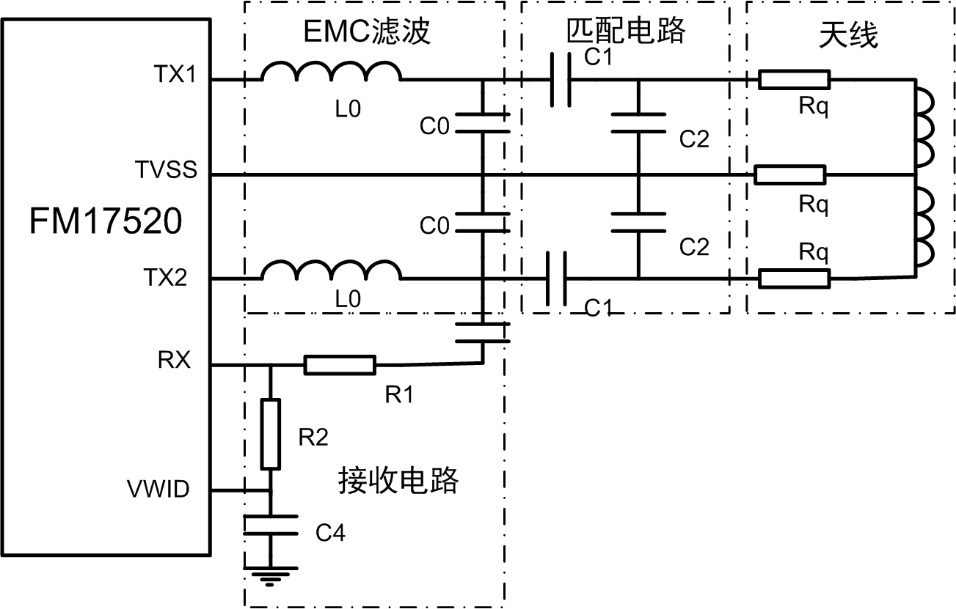 EMC滤波
匹配电路
天线
TX1
L0
C0
C1
C2
Rq
TVSS
FM17520
Rq
C0
C2
Rq
TX2
L0
C1
RX
R1
R2
接收电路
VWID
C4